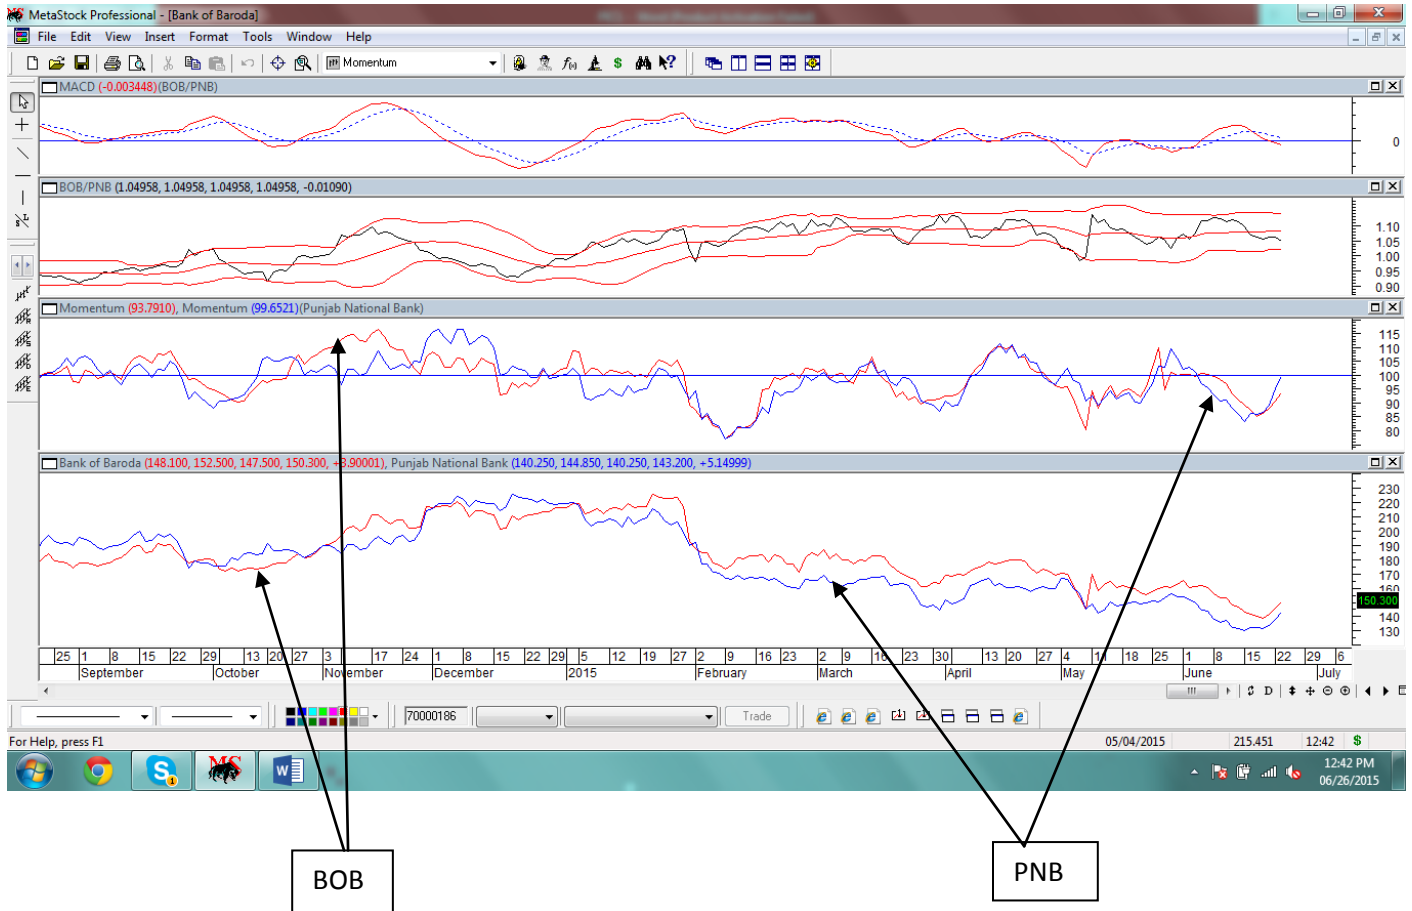 MetaStock Professional - [Bank of Baroda]
File Edit View Insert Format Tools Window Help
Momentum
MACD (-0.003448)(BOB/PNB)
0
BOB/PNB (1.04958, 1.04958, 1.04958, 1.04958, -0.01090)
1.10
1.05
1.00
0.95
0.90
Momentum (93.7910), Momentum (99.6521)(Punjab National Bank)
115
110
105
100
95
90
85
80
Bank of Baroda (148.100, 152.500, 147.500, 150.300, +3.90001), Punjab National Bank (140.250, 144.850, 140.250, 143.200, +5.14999)
230
220
210
200
190
180
170
160
150.300
140
130
25 1 8 15 22 29 13 20 27 3 17 24 1 8 15 22 29 5 12 19 27 2 9 16 23 2 9 16 23 30 13 20 27 4 11 18 25 1 8 15 22 29 6
September October November December 2015 February March April May June July
70000186 Trade
For Help, press F1 05/04/2015 215.451 12:42
12:42 PM
06/26/2015
BOB
PNB